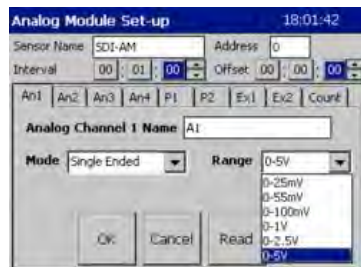 Analog Module Set-up 18:01:42
Sensor Name SDI-AM Address 0
Interval 00 : 01 : 00 Offset 00 : 00 : 00
An1 An2 An3 An4 P1 P2 Ex1 Ex2 Count
Analog Channel 1 Name A1
Mode Single Ended Range 0-5V
0-25mV
0-55mV
0-100mV
0-1V
OK Cancel Read 0-2.5V
0-5V